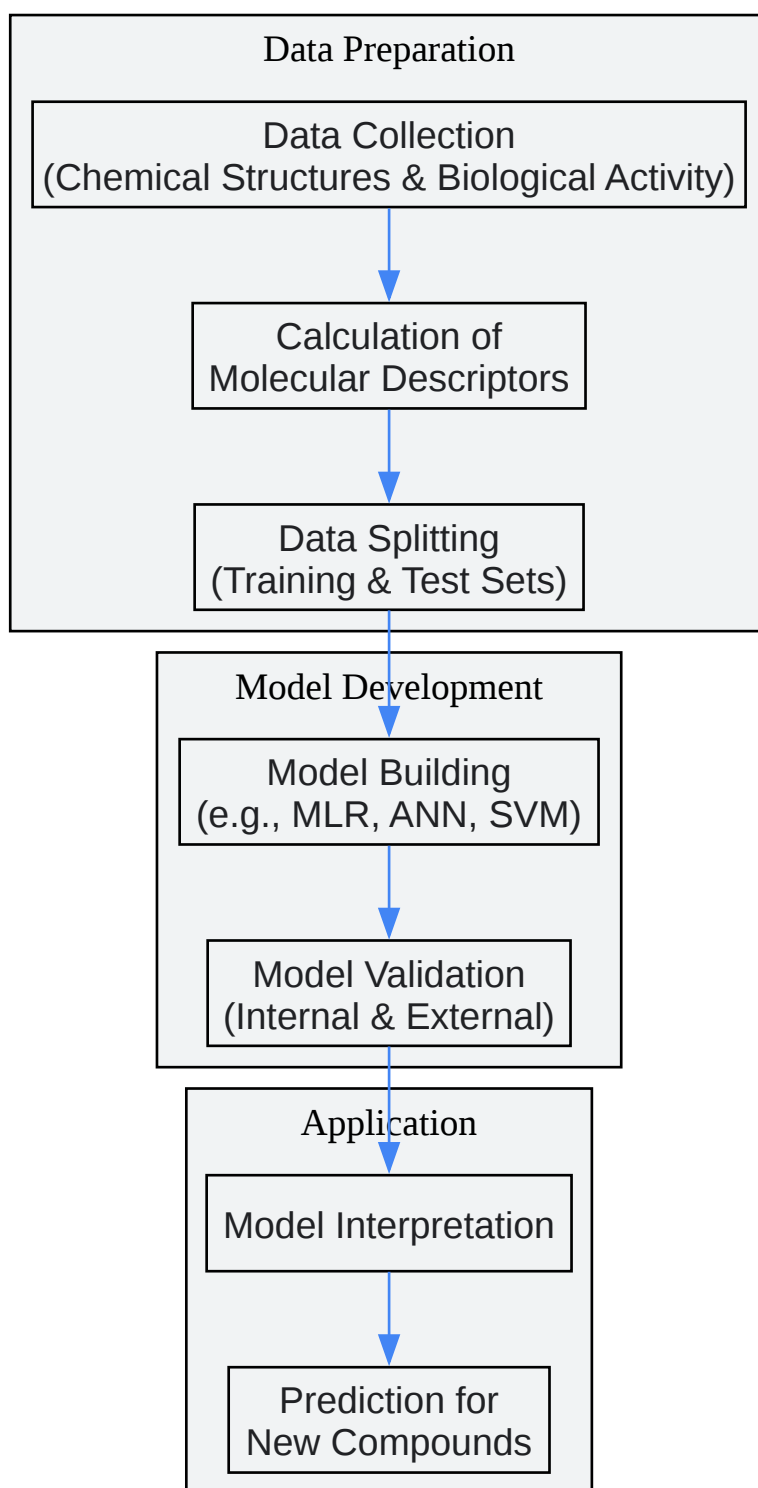 Data Preparation
Data Collection
(Chemical Structures & Biological Activity)
Calculation of
Molecular Descriptors
Data Splitting
(Training & Test Sets)
Model Development
Model Building
(e.g., MLR, ANN, SVM)
Model Validation
(Internal & External)
Application
Model Interpretation
Prediction for
New Compounds